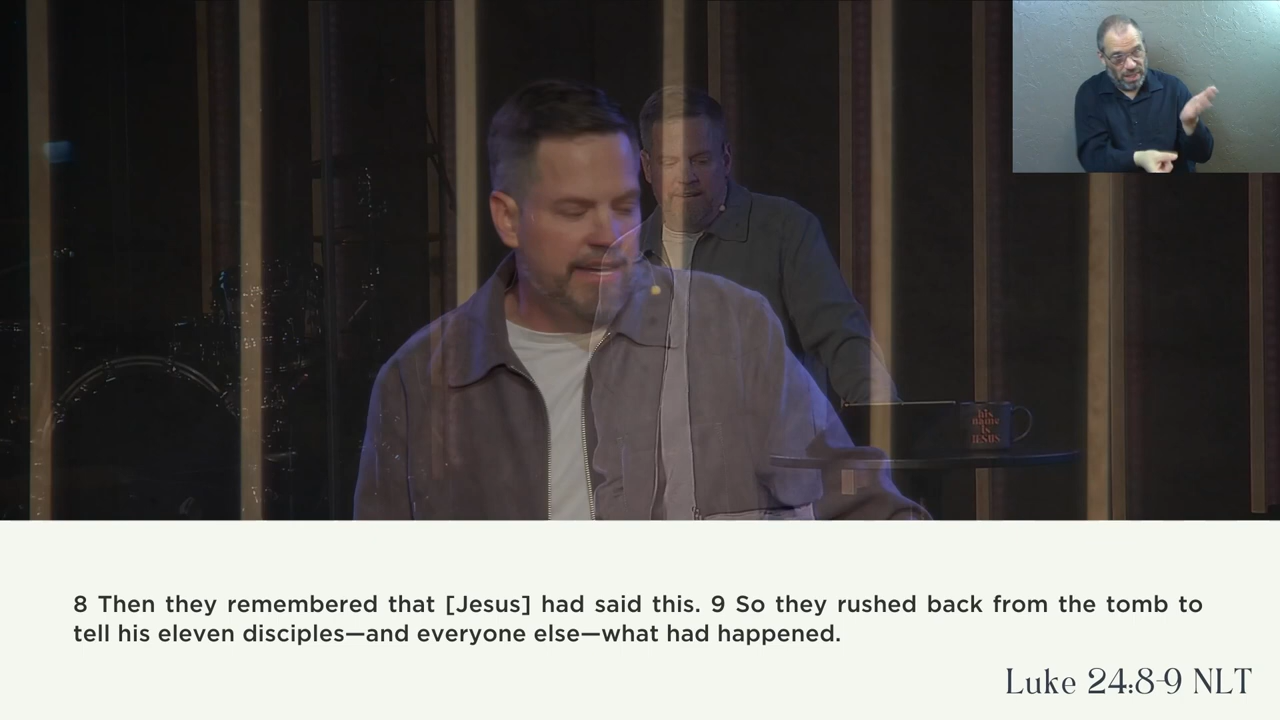 his
name
is
JESUS
8 Then they remembered that [Jesus] had said this. 9 So they rushed back from the tomb to
tell his eleven disciples—and everyone else—what had happened.
Luke 24:8-9 NLT